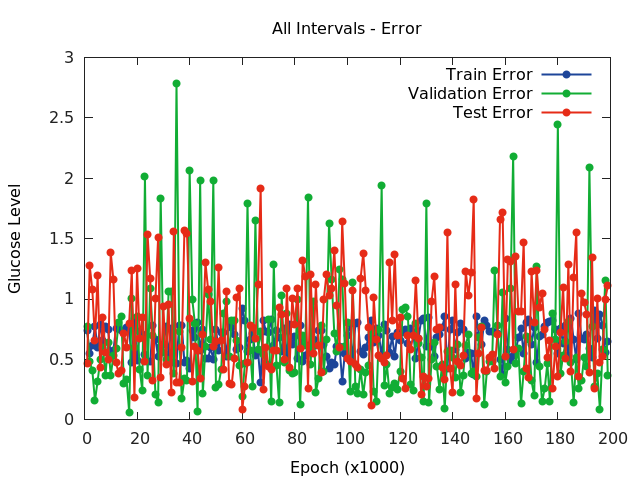 All Intervals - Error
Train Error
Validation Error
Test Error
Glucose Level
3
2.5
2
1.5
1
0.5
0
0 20 40 60 80 100 120 140 160 180 200
Epoch (x1000)